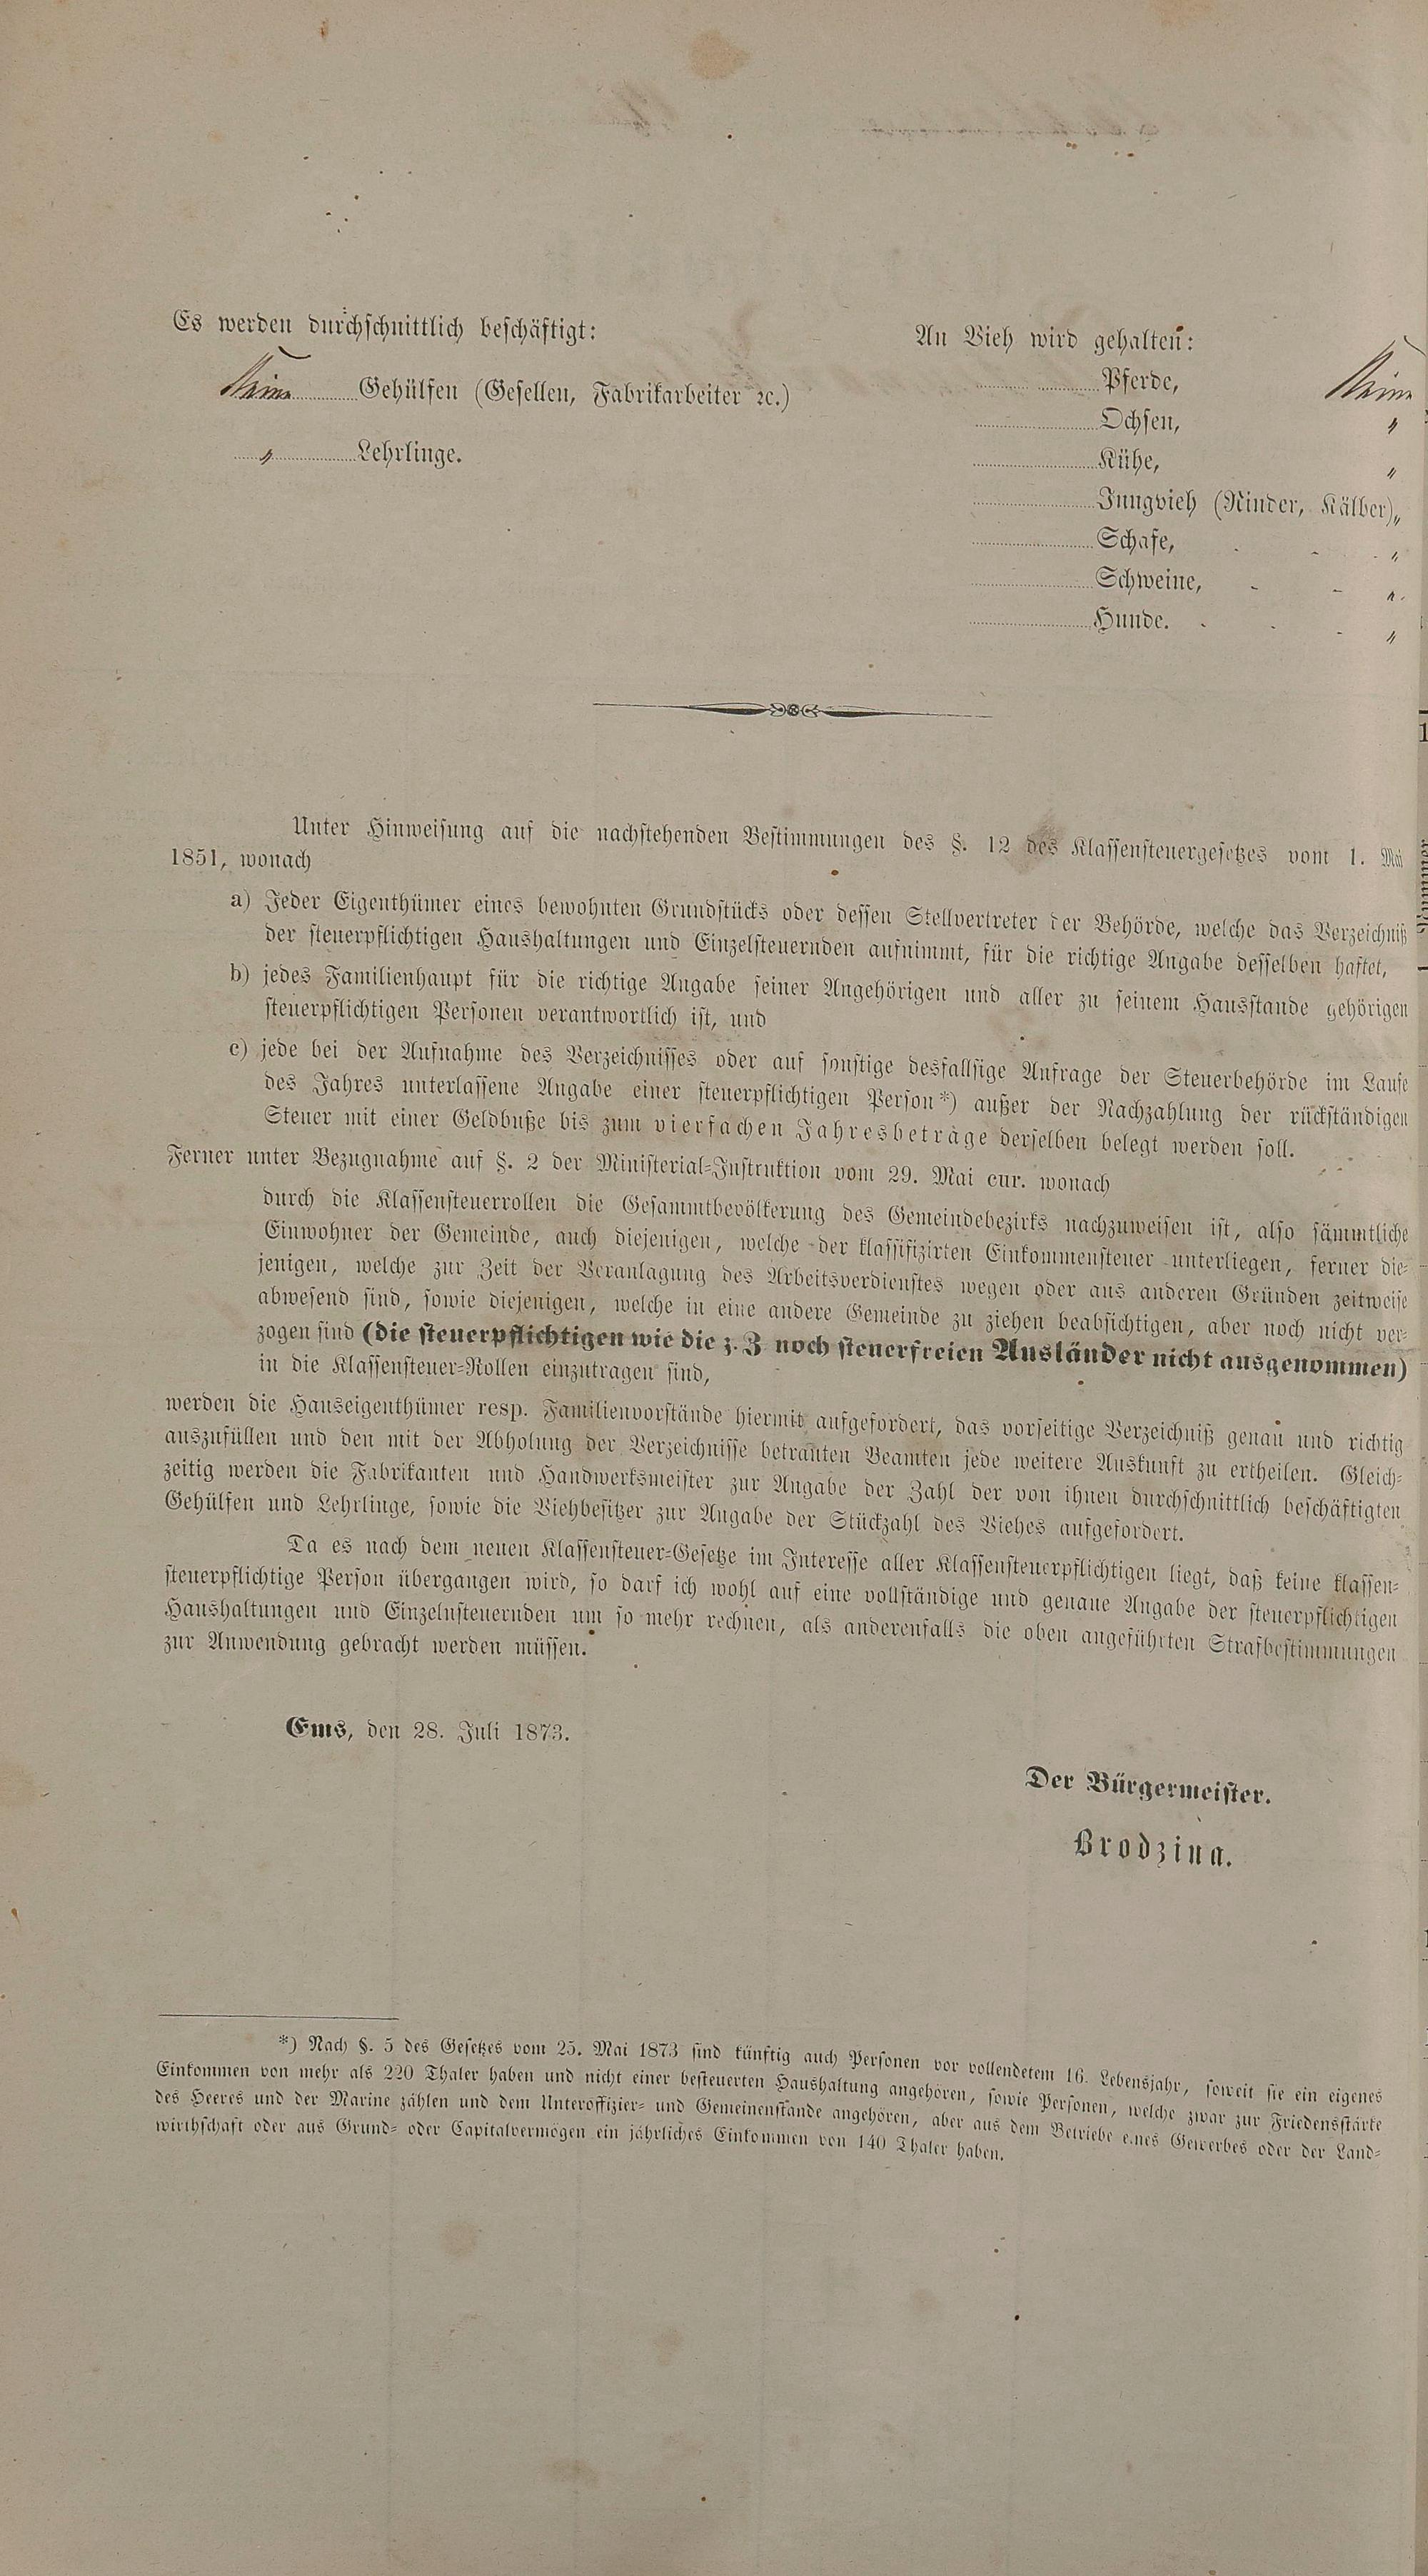 Es werden durchschnittlich beschäftigt:
Keine Gehülfen (Gesellen, Fabrikarbeiter ꝛc.)
〃 Lehrlinge.
An Vieh wird gehalten:
Pferde, Keine
Ochsen, 〃
Kühe, 〃
Jungvieh (Rinder, Kälber) 〃
Schafe, 〃
Schweine, 〃
Hunde. 〃
Unter Hinweisung auf die nachstehenden Bestimmungen des §. 12 des Klassensteuergesetzes vom 1. Mai
1851, wonach
a) Jeder Eigenthümer eines bewohnten Grundstücks oder dessen Stellvertreter der Behörde, welche das Verzeichniß
der steuerpflichtigen Haushaltungen und Einzelsteuernden aufnimmt, für die richtige Angabe desselben haftet,
b) jedes Familienhaupt für die richtige Angabe seiner Angehörigen und aller zu seinem Hausstande gehörigen
steuerpflichtigen Personen verantwortlich ist, und
c) jede bei der Aufnahme des Verzeichnisses oder auf sonstige desfallsige Anfrage der Steuerbehörde im Laufe
des Jahres unterlassene Angabe einer steuerpflichtigen Person*) außer der Nachzahlung der rückständigen
Steuer mit einer Geldbuße bis zum vierfachen Jahresbetrage derselben belegt werden soll.
Ferner unter Bezugnahme auf §. 2 der Ministerial-Instruktion vom 29. Mai cur. wonach
durch die Klassensteuerrollen die Gesammtbevölkerung des Gemeindebezirks nachzuweisen ist, also sämmtliche
Einwohner der Gemeinde, auch diejenigen, welche der klassifizirten Einkommensteuer unterliegen, ferner die-
jenigen, welche zur Zeit der Veranlagung des Arbeitsverdienstes wegen oder aus anderen Gründen zeitweise
abwesend sind, sowie diejenigen, welche in eine andere Gemeinde zu ziehen beabsichtigen, aber noch nicht ver-
zogen sind (die steuerpflichtigen wie die z. Z noch steuerfreien Ausländer nicht ausgenommen)
in die Klassensteuer-Rollen einzutragen sind,
werden die Hauseigenthümer resp. Familienvorstände hiermit aufgefordert, das vorseitige Verzeichniß genau und richtig
auszufüllen und den mit der Abholung der Verzeichnisse betrauten Beamten jede weitere Auskunft zu ertheilen. Gleich-
zeitig werden die Fabrikanten und Handwerksmeister zur Angabe der Zahl der von ihnen durchschnittlich beschäftigten
Gehülfen und Lehrlinge, sowie die Viehbesitzer zur Angabe der Stückzahl des Viehes aufgefordert.
Da es nach dem neuen Klassensteuer-Gesetze im Interesse aller Klassensteuerpflichtigen liegt, daß keine klassen-
steuerpflichtige Person übergangen wird, so darf ich wohl auf eine vollständige und genaue Angabe der steuerpflichtigen
Haushaltungen und Einzelnsteuernden um so mehr rechnen, als anderenfalls die oben angeführten Strafbestimmungen
zur Anwendung gebracht werden müssen.
Ems, den 28. Juli 1873.
Der Bürgermeister.
Brodzina.
*) Nach §. 5 des Gesetzes vom 25. Mai 1873 sind künftig auch Personen vor vollendetem 16. Lebensjahr, soweit sie ein eigenes
Einkommen von mehr als 220 Thaler haben und nicht einer besteuerten Haushaltung angehören, sowie Personen, welche zwar zur Friedensstärke
des Heeres und der Marine zählen und dem Unteroffizier- und Gemeinenstande angehören, aber aus dem Betriebe eines Gewerbes oder der Land-
wirthschaft oder aus Grund- oder Capitalvermögen ein jährliches Einkommen von 140 Thaler haben.